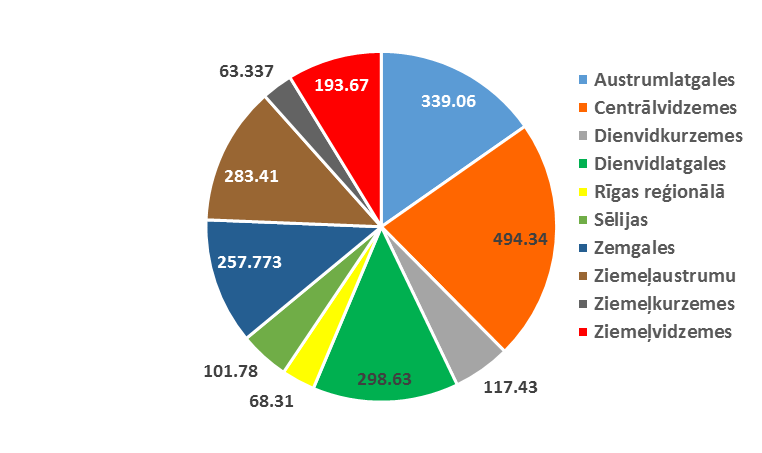 63.337
193.67
339.06
283.41
494.34
257.773
298.63
101.78
68.31
117.43
Austrumlatgales
Centrālvidzemes
Dienvidkurzemes
Dienvidlatgales
Rīgas reģionālā
Sēlijas
Zemgales
Ziemeļaustrumu
Ziemeļkurzemes
Ziemeļvidzemes